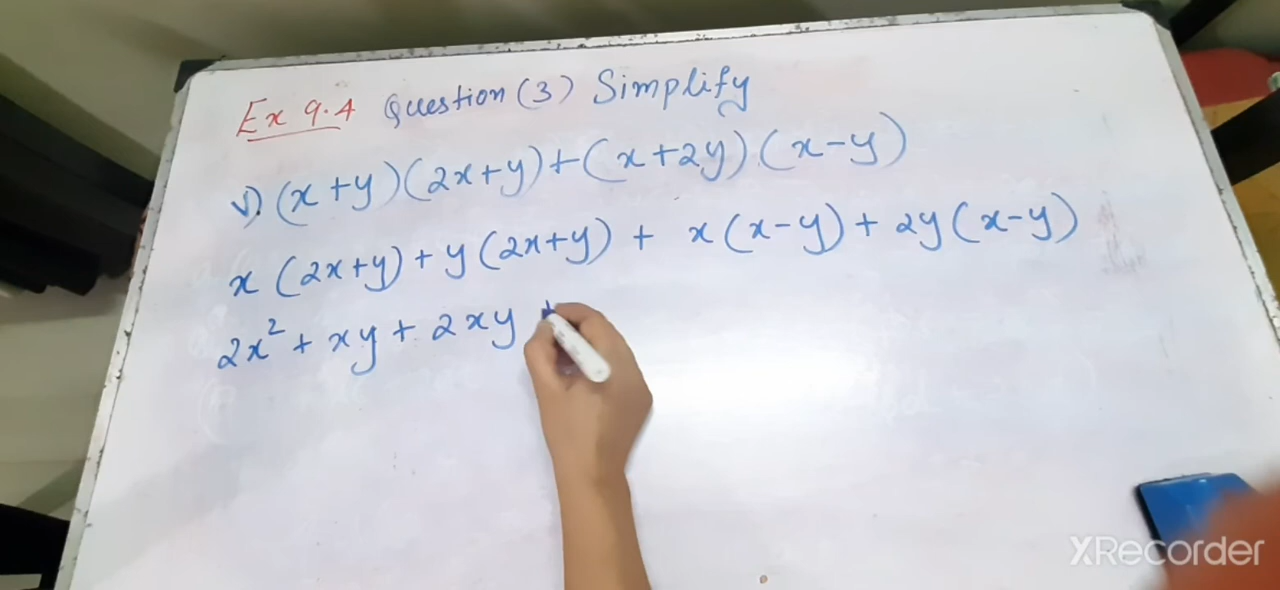 Ex 9.4 Question (3) Simplify
v). (x+y)(2x+y)+(x+2y)(x-y)
x (2x+y)+y(2x+y) + x(x-y)+2y(x-y)
2x²+xy+2xy +
XRecorder